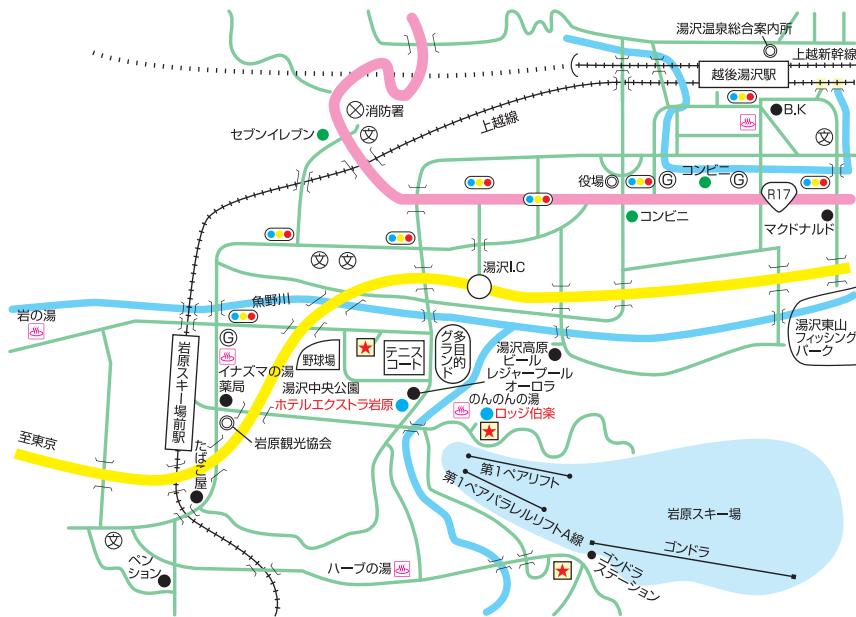 湯沢温泉総合案内所
上越新幹線
越後湯沢駅
B.K
消防署
文
セブンイレブン
上越線
文
役場
G
コンビニ
G
R17
コンビニ
マクドナルド
文
文
湯沢I.C
魚野川
岩の湯
G
イナズマの湯
薬局
岩原スキー場前駅
野球場
テニス
コート
多目的
グランド
湯沢高原
ビール
レジャープール
オーロラ
湯沢東山
フィッシング
パーク
湯沢中央公園
ホテルエクストラ岩原
のんのんの湯
ロッジ伯楽
岩原観光協会
至東京
たばこ屋
第1ペアリフト
第1ペアパラレルリフトA線
岩原スキー場
ゴンドラ
ゴンドラ
ステーション
文
ペン
ション
ハーブの湯